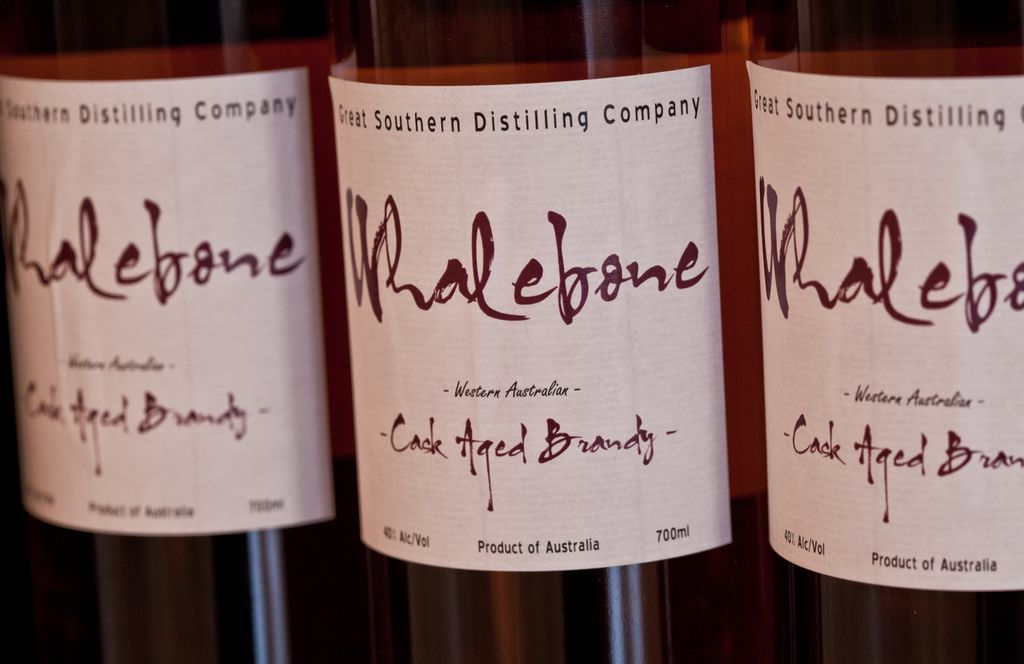 Southern Distilling Company
Whalebone
- Western Australian -
Cask Aged Brandy -
Product of Australia
700ml
Great Southern Distilling Company
Whalebone
- Western Australian -
-Cask Aged Brandy -
40% Alc/Vol
Product of Australia
700ml
Great Southern Distilling
Whalebo
- Western Australian -
-Cask Aged Bran
40% Alc/Vol
Product of Australia